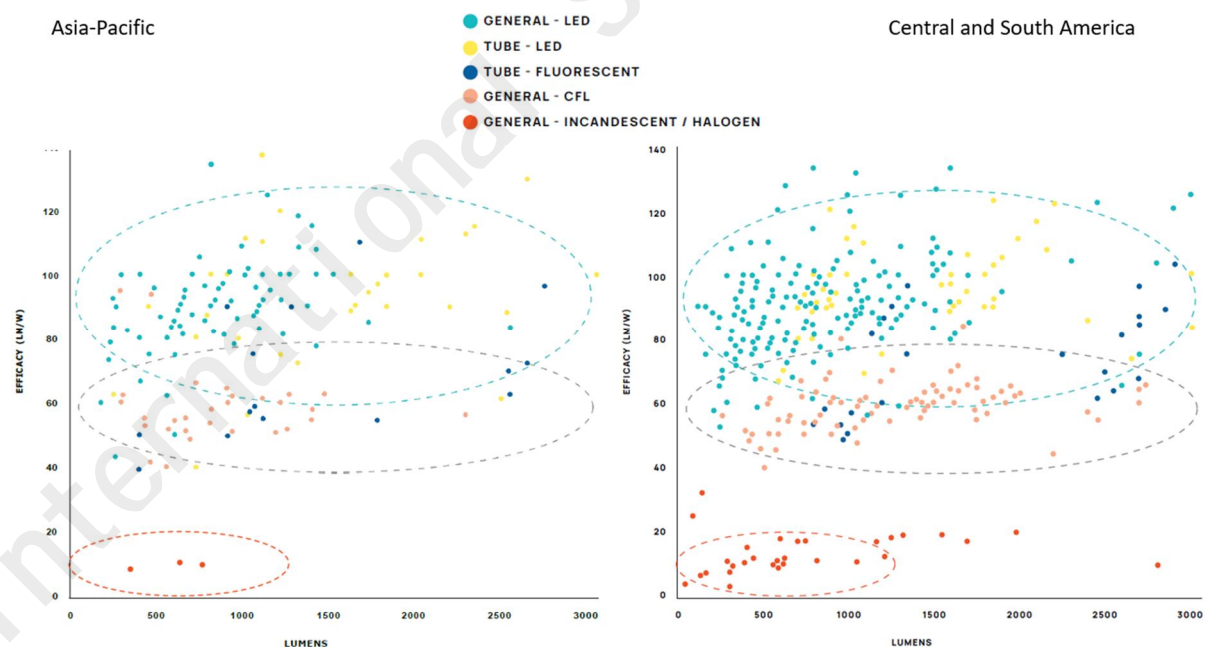 Asia-Pacific
GENERAL - LED
TUBE - LED
TUBE - FLUORESCENT
GENERAL - CFL
GENERAL - INCANDESCENT / HALOGEN
Central and South America
EFFICACY (LN/W)
120
100
80
60
40
20
0
0 500 1000 1500 2000 2500 3000
LUMENS
EFFICACY (LN/W)
140
120
100
80
60
40
20
0
0 500 1000 1500 2000 2500 3000
LUMENS
International